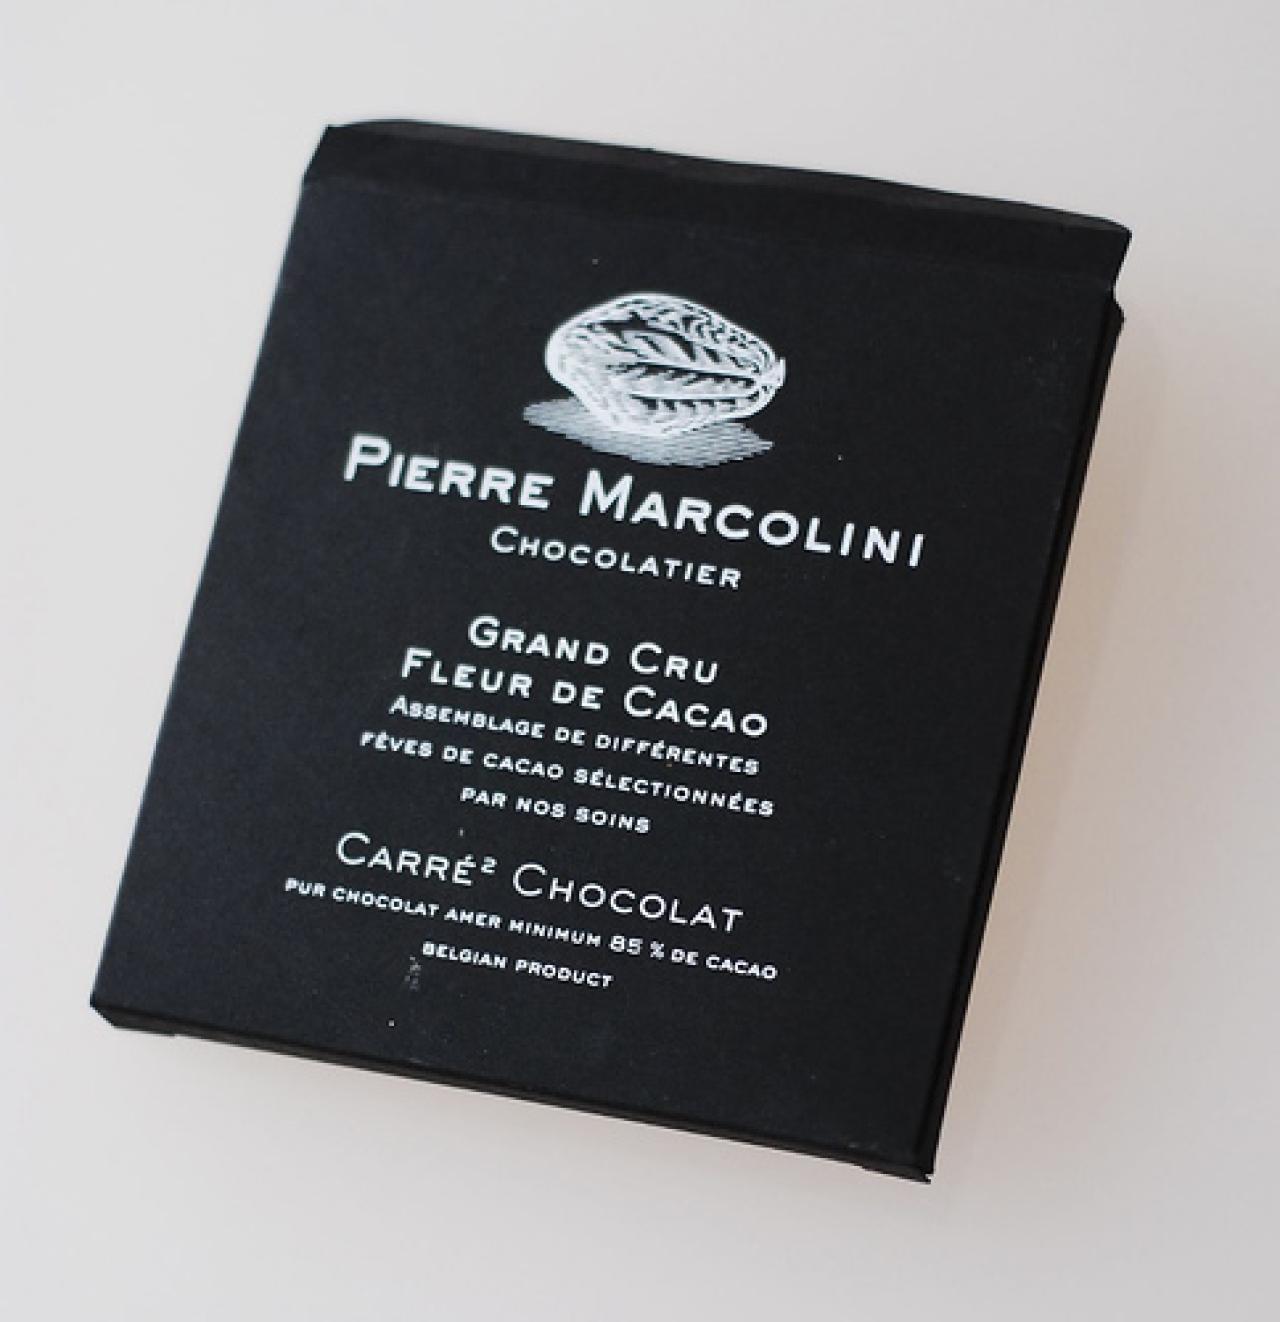 PIERRE MARCOLINI
CHOCOLATIER
GRAND CRU
FLEUR DE CACAO
ASSEMBLAGE DE DIFFÉRENTES
FÈVES DE CACAO SÉLECTIONNÉES
PAR NOS SOINS
CARRÉ² CHOCOLAT
PUR CHOCOLAT AMER MINIMUM 85 % DE CACAO
BELGIAN PRODUCT